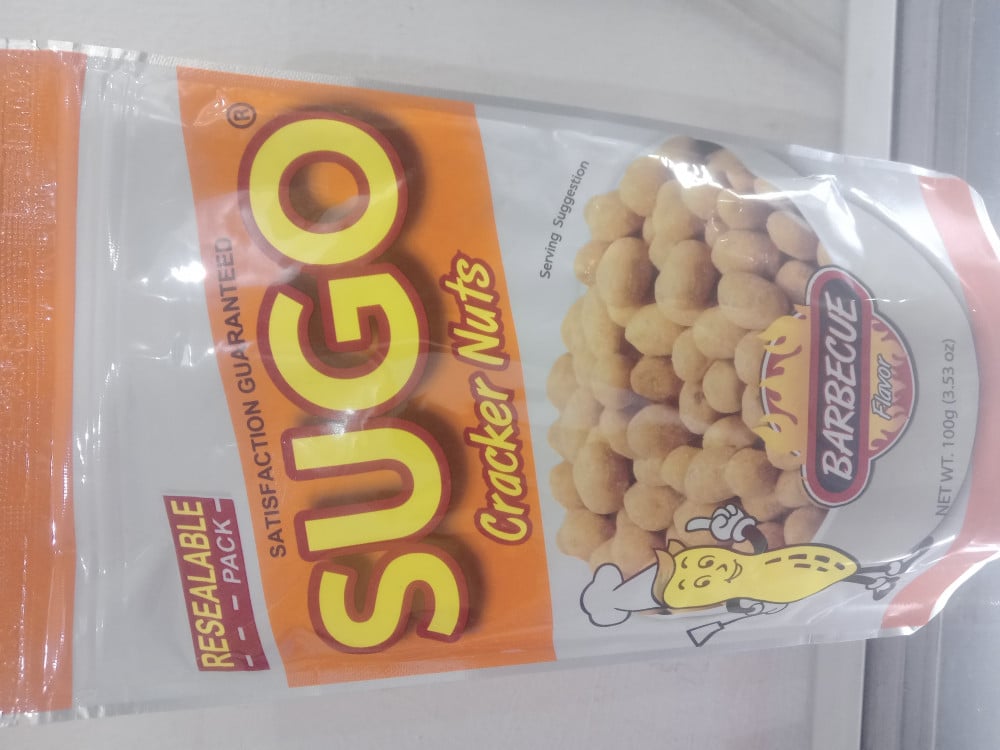 RESEALABLE
- - - PACK -
SATISFACTION GUARANTEED
SUGO®
Cracker Nuts
Serving Suggestion
BARBECUE
Flavor
NET WT. 100g (3.53 oz)